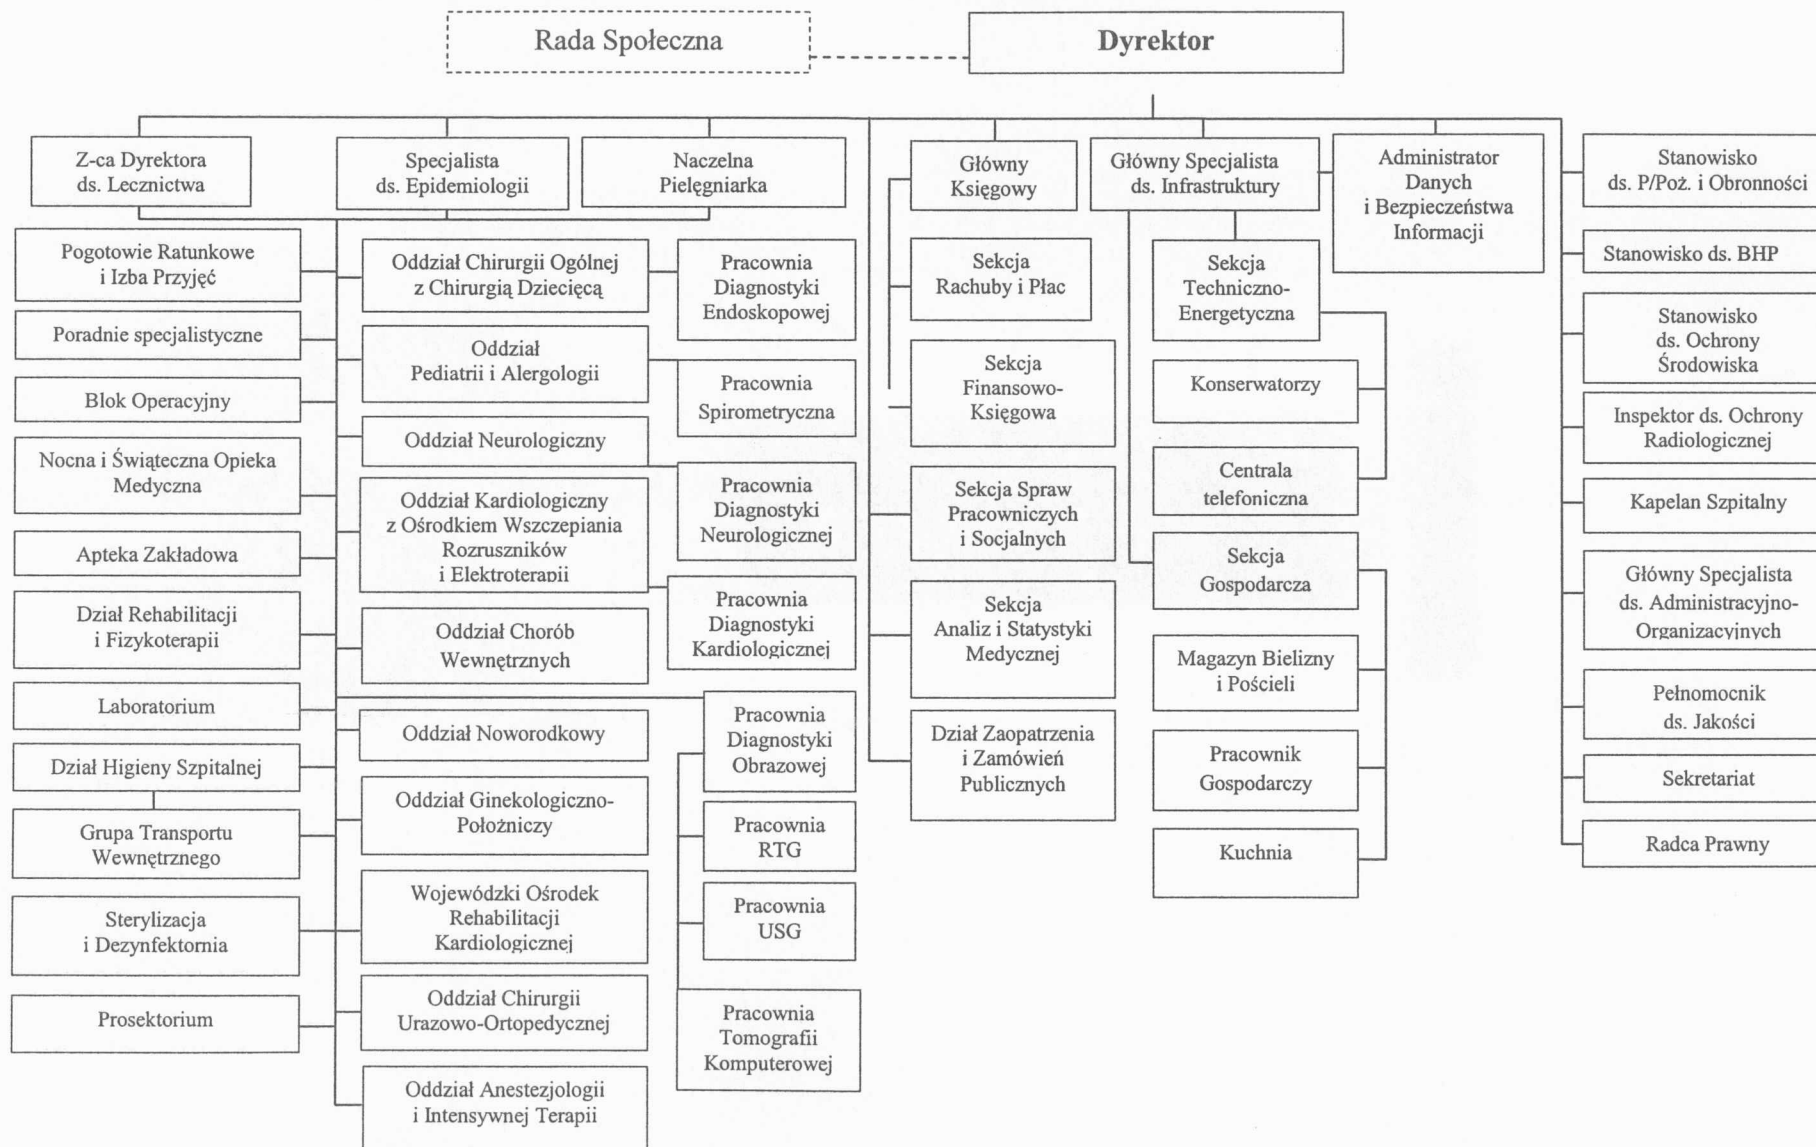 Rada Społeczna
Dyrektor
Z-ca Dyrektora
ds. Lecznictwa
Specjalista
ds. Epidemiologii
Naczelna
Pielęgniarka
Główny
Księgowy
Główny Specjalista
ds. Infrastruktury
Administrator
Danych
i Bezpieczeństwa
Informacji
Stanowisko
ds. P/Poż. i Obronności
Pogotowie Ratunkowe
i Izba Przyjęć
Poradnie specjalistyczne
Blok Operacyjny
Nocna i Świąteczna Opieka
Medyczna
Apteka Zakładowa
Dział Rehabilitacji
i Fizykoterapii
Laboratorium
Dział Higieny Szpitalnej
Grupa Transportu
Wewnętrznego
Sterylizacja
i Dezynfektornia
Prosektorium
Oddział Chirurgii Ogólnej
z Chirurgią Dziecięcą
Oddział
Pediatrii i Alergologii
Oddział Neurologiczny
Oddział Kardiologiczny
z Ośrodkiem Wszczepiania
Rozruszników
i Elektroterapii
Oddział Chorób
Wewnętrznych
Oddział Noworodkowy
Oddział Ginekologiczno-
Położniczy
Wojewódzki Ośrodek
Rehabilitacji
Kardiologicznej
Oddział Chirurgii
Urazowo-Ortopedycznej
Oddział Anestezjologii
i Intensywnej Terapii
Pracownia
Diagnostyki
Endoskopowej
Pracownia
Spirometryczna
Pracownia
Diagnostyki
Neurologicznej
Pracownia
Diagnostyki
Kardiologicznej
Pracownia
Diagnostyki
Obrazowej
Pracownia
RTG
Pracownia
USG
Pracownia
Tomografii
Komputerowej
Sekcja
Rachuby i Płac
Sekcja
Finansowo-
Księgowa
Sekcja Spraw
Pracowniczych
i Socjalnych
Sekcja
Analiz i Statystyki
Medycznej
Dział Zaopatrzenia
i Zamówień
Publicznych
Sekcja
Techniczno-
Energetyczna
Konserwatorzy
Centrala
telefoniczna
Sekcja
Gospodarcza
Magazyn Bielizny
i Pościeli
Pracownik
Gospodarczy
Kuchnia
Stanowisko ds. BHP
Stanowisko
ds. Ochrony
Środowiska
Inspektor ds. Ochrony
Radiologicznej
Kapelan Szpitalny
Główny Specjalista
ds. Administracyjno-
Organizacyjnych
Pełnomocnik
ds. Jakości
Sekretariat
Radca Prawny